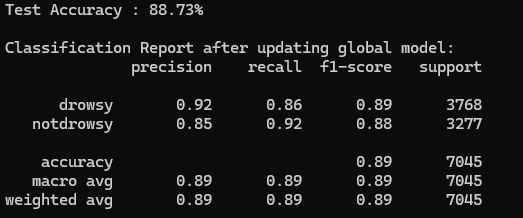 Test Accuracy : 88.73%
Classification Report after updating global model:
precision recall f1-score support
drowsy 0.92 0.86 0.89 3768
notdrowsy 0.85 0.92 0.88 3277
accuracy 0.89 7045
macro avg 0.89 0.89 0.89 7045
weighted avg 0.89 0.89 0.89 7045